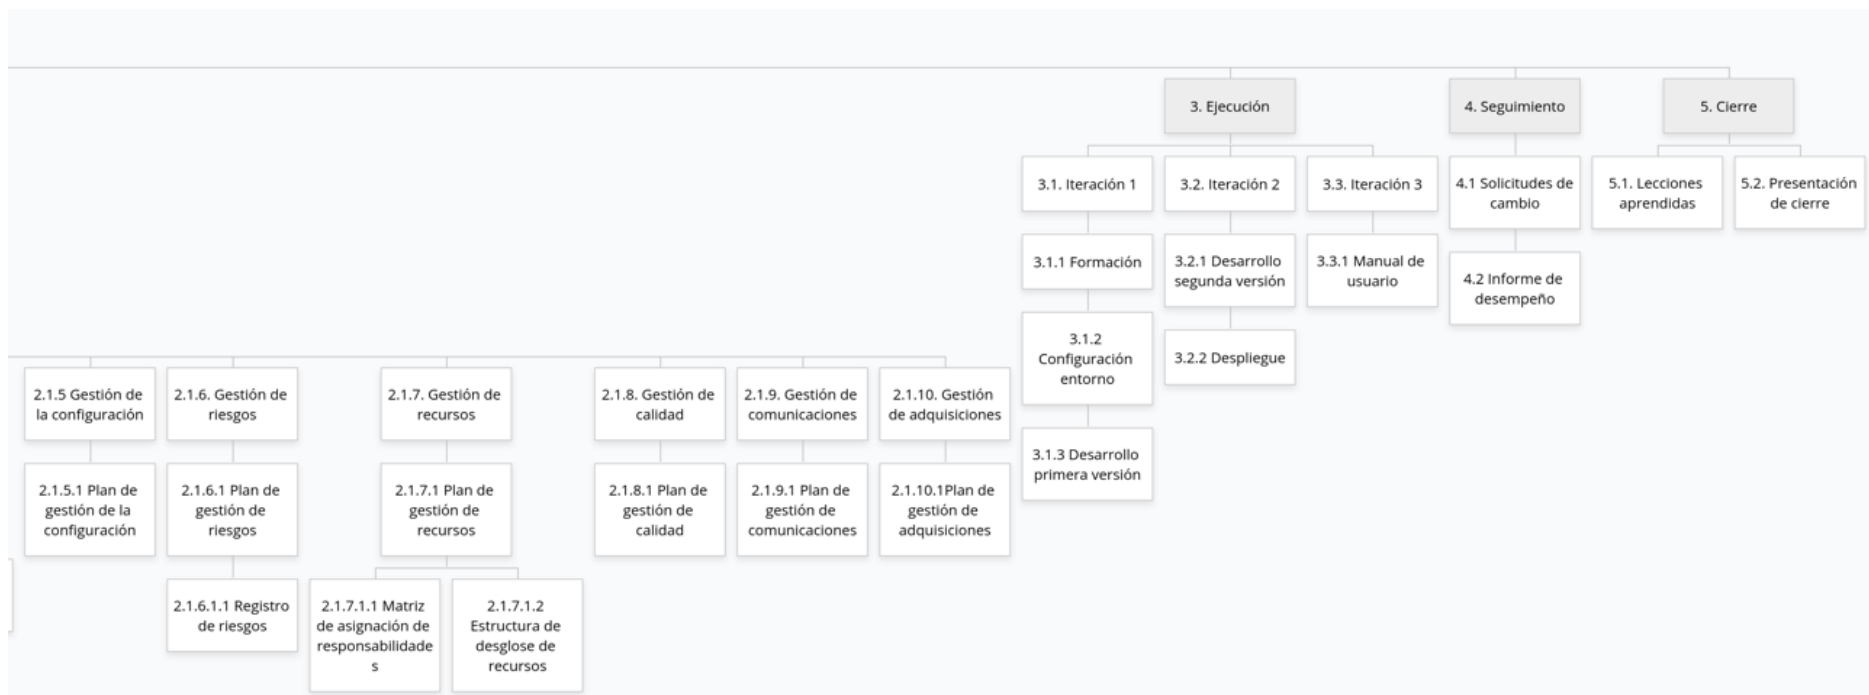 3. Ejecución
4. Seguimiento
5. Cierre
3.1. Iteración 1
3.2. Iteración 2
3.3. Iteración 3
4.1 Solicitudes de
cambio
5.1. Lecciones
aprendidas
5.2. Presentación
de cierre
3.1.1 Formación
3.2.1 Desarrollo
segunda versión
3.3.1 Manual de
usuario
4.2 Informe de
desempeño
3.1.2
Configuración
entorno
3.2.2 Despliegue
3.1.3 Desarrollo
primera versión
2.1.5 Gestión de
la configuración
2.1.6. Gestión de
riesgos
2.1.7. Gestión de
recursos
2.1.8. Gestión de
calidad
2.1.9. Gestión de
comunicaciones
2.1.10. Gestión
de adquisiciones
2.1.5.1 Plan de
gestión de la
configuración
2.1.6.1 Plan de
gestión de
riesgos
2.1.7.1 Plan de
gestión de
recursos
2.1.8.1 Plan de
gestión de
calidad
2.1.9.1 Plan de
gestión de
comunicaciones
2.1.10.1Plan de
gestión de
adquisiciones
2.1.6.1.1 Registro
de riesgos
2.1.7.1.1 Matriz
de asignación de
responsabilidade
s
2.1.7.1.2
Estructura de
desglose de
recursos